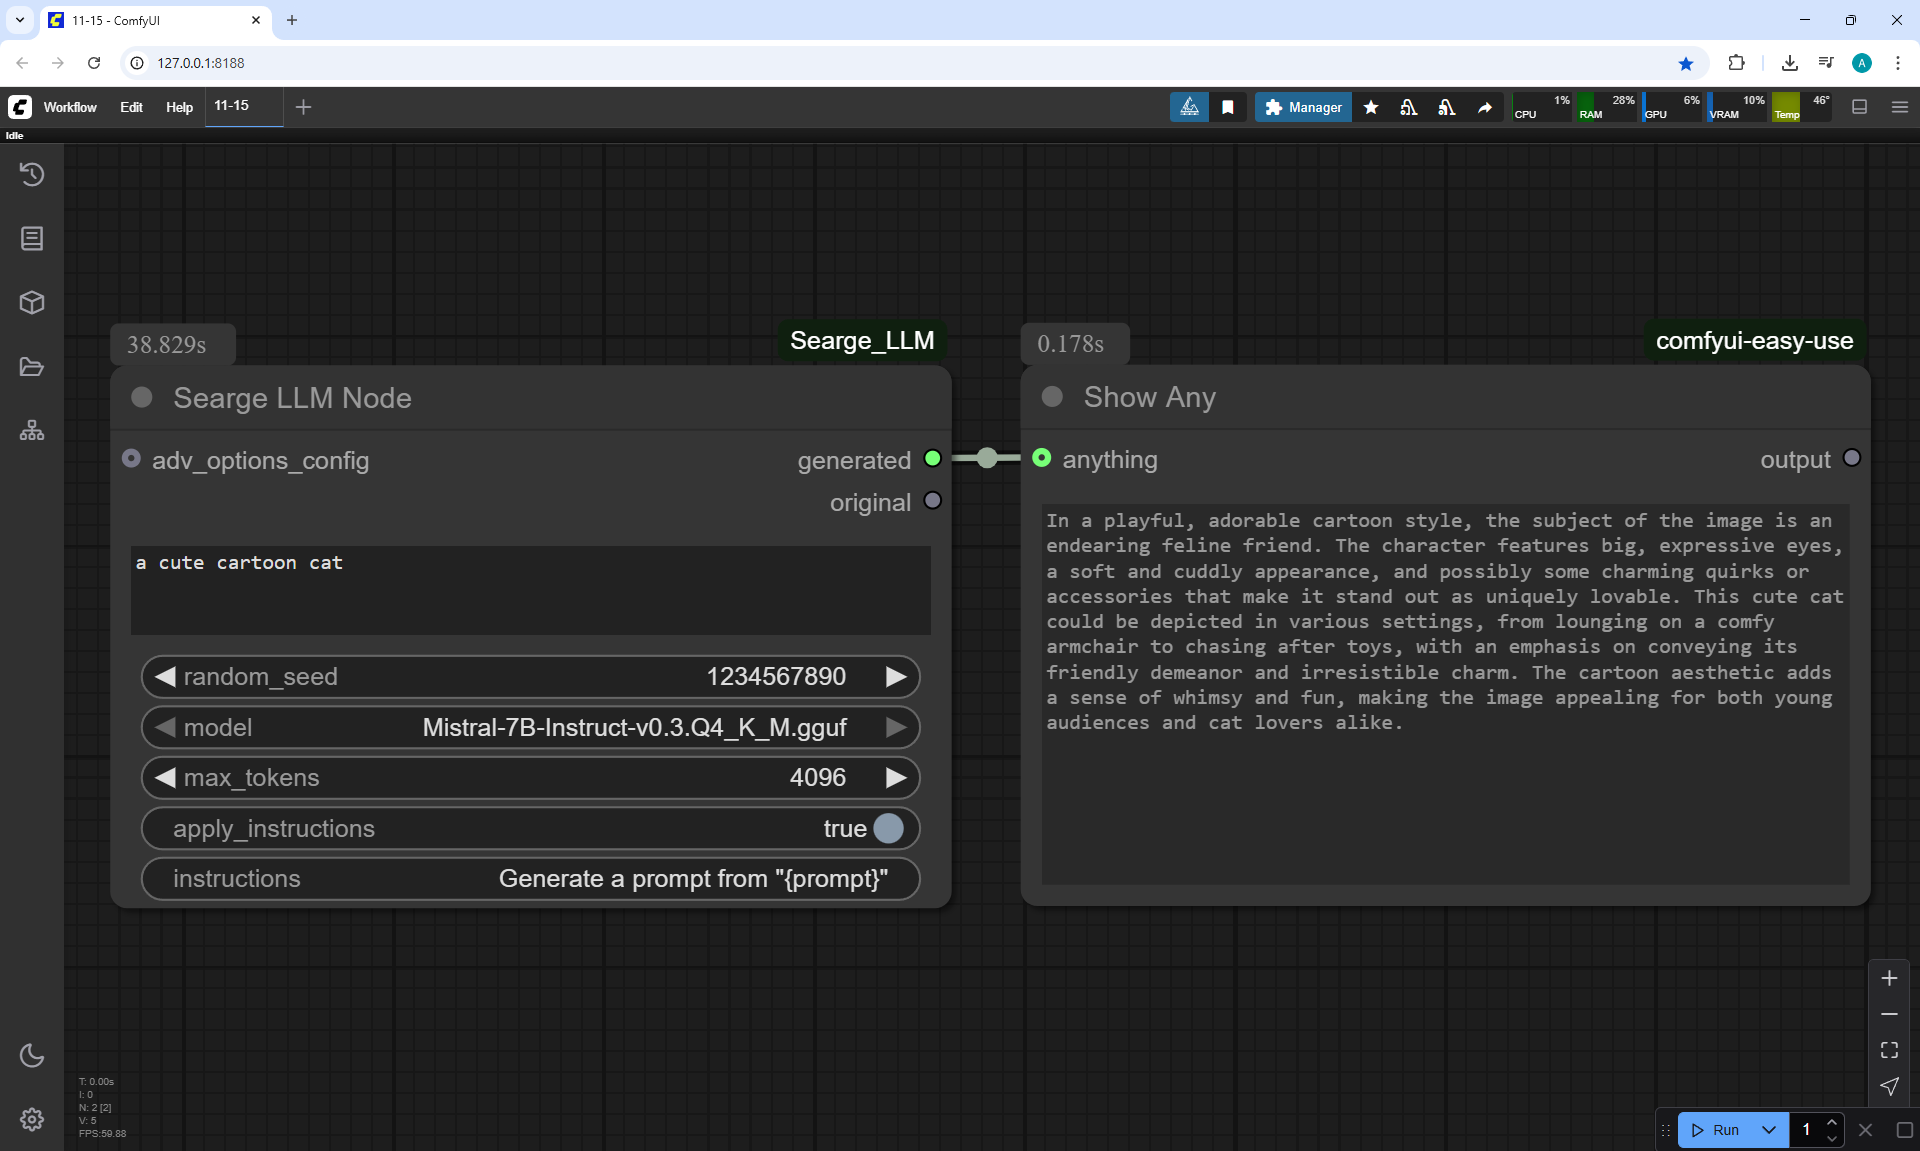 11-15 - ComfyUI
127.0.0.1:8188
A
Workflow Edit Help 11-15
Manager
CPU 1%
RAM 28%
GPU 6%
VRAM 10%
Temp 46°
Idle
38.829s
Searge_LLM
Searge LLM Node
adv_options_config
generated
original
a cute cartoon cat
random_seed 1234567890
model Mistral-7B-Instruct-v0.3.Q4_K_M.gguf
max_tokens 4096
apply_instructions true
instructions Generate a prompt from "{prompt}"
0.178s
comfyui-easy-use
Show Any
anything
output
In a playful, adorable cartoon style, the subject of the image is an
endearing feline friend. The character features big, expressive eyes,
a soft and cuddly appearance, and possibly some charming quirks or
accessories that make it stand out as uniquely lovable. This cute cat
could be depicted in various settings, from lounging on a comfy
armchair to chasing after toys, with an emphasis on conveying its
friendly demeanor and irresistible charm. The cartoon aesthetic adds
a sense of whimsy and fun, making the image appealing for both young
audiences and cat lovers alike.
T: 0.00s
I: 0
N: 2 [2]
V: 5
FPS:59.88
Run
1